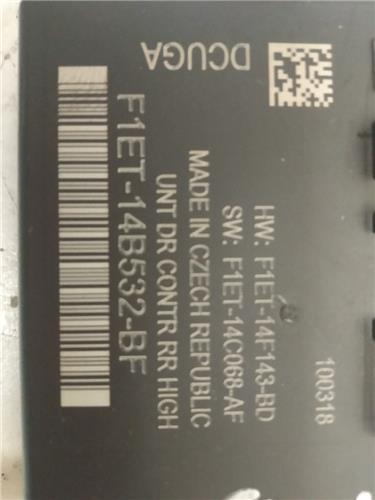 DCUGA
F1ET-14B532-BF
UNT DR CONTR RR HIGH
MADE IN CZECH REPUBLIC
SW: F1ET-14C068-AF
HW: F1ET-14F143-BD
100318